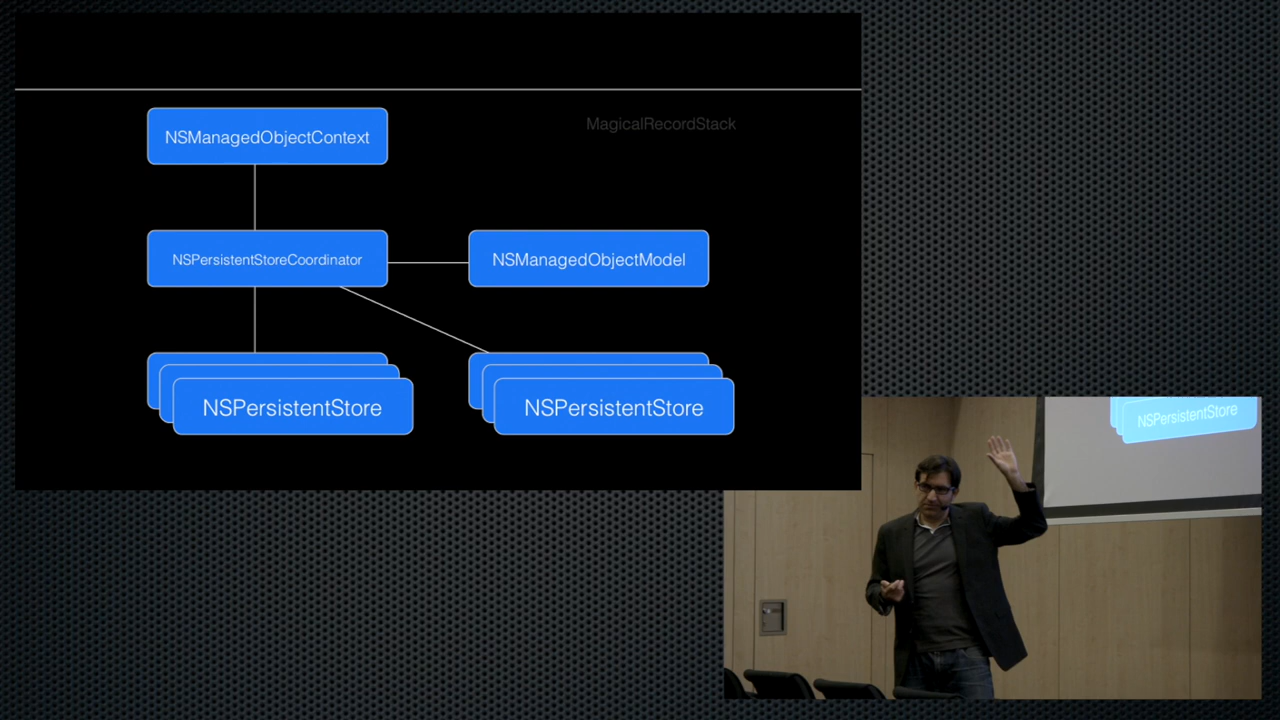 MagicalRecordStack
NSManagedObjectContext
NSPersistentStoreCoordinator
NSManagedObjectModel
NSPersistentStore
NSPersistentStore
NSPersistentStore